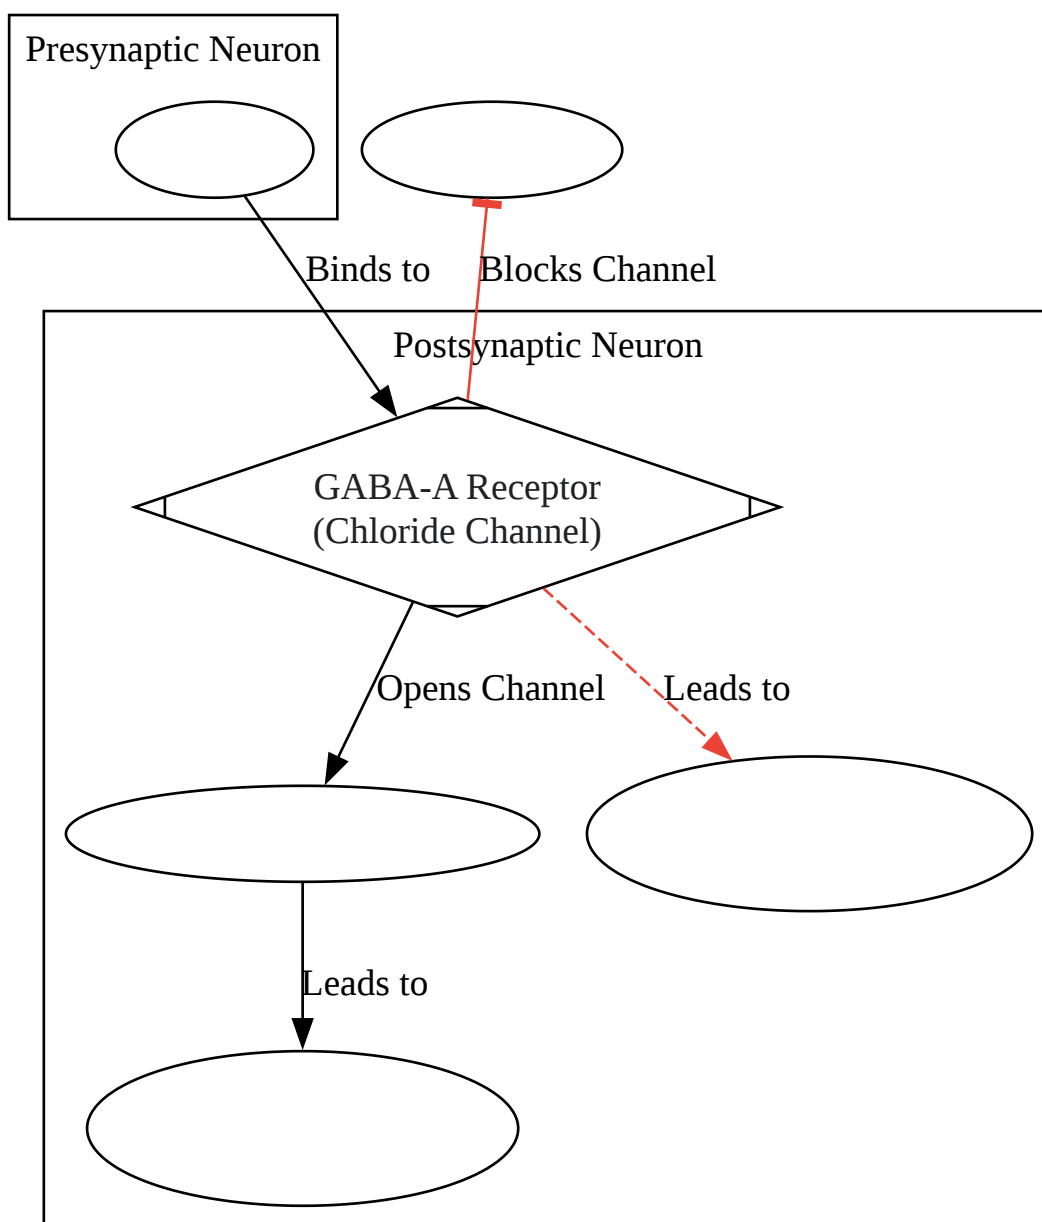 Presynaptic Neuron
Binds to
Blocks Channel
Postsynaptic Neuron
GABA-A Receptor
(Chloride Channel)
Opens Channel
Leads to
Leads to